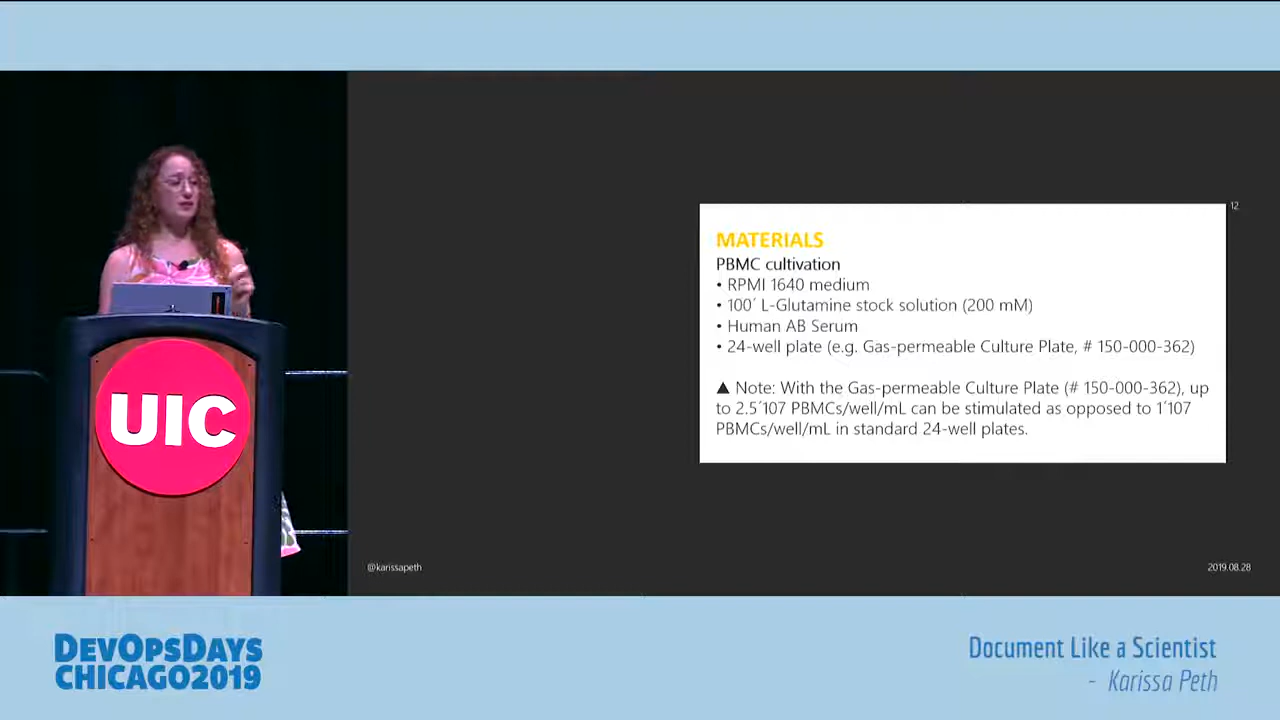 UIC
12
MATERIALS
PBMC cultivation
• RPMI 1640 medium
• 100´ L-Glutamine stock solution (200 mM)
• Human AB Serum
• 24-well plate (e.g. Gas-permeable Culture Plate, # 150-000-362)
▲ Note: With the Gas-permeable Culture Plate (# 150-000-362), up
to 2.5´107 PBMCs/well/mL can be stimulated as opposed to 1´107
PBMCs/well/mL in standard 24-well plates.
@karissapeth
2019.08.28
DEVOPSDAYS
CHICAGO2019
Document Like a Scientist
- Karissa Peth